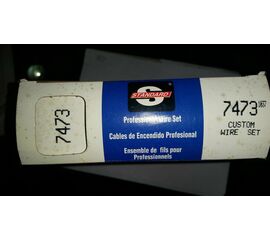 7473
STANDARD
Professional Wire Set
Cables de Encendido Profesional
Ensemble de fils pour
Professionnels
7473
CUSTOM
WIRE SET